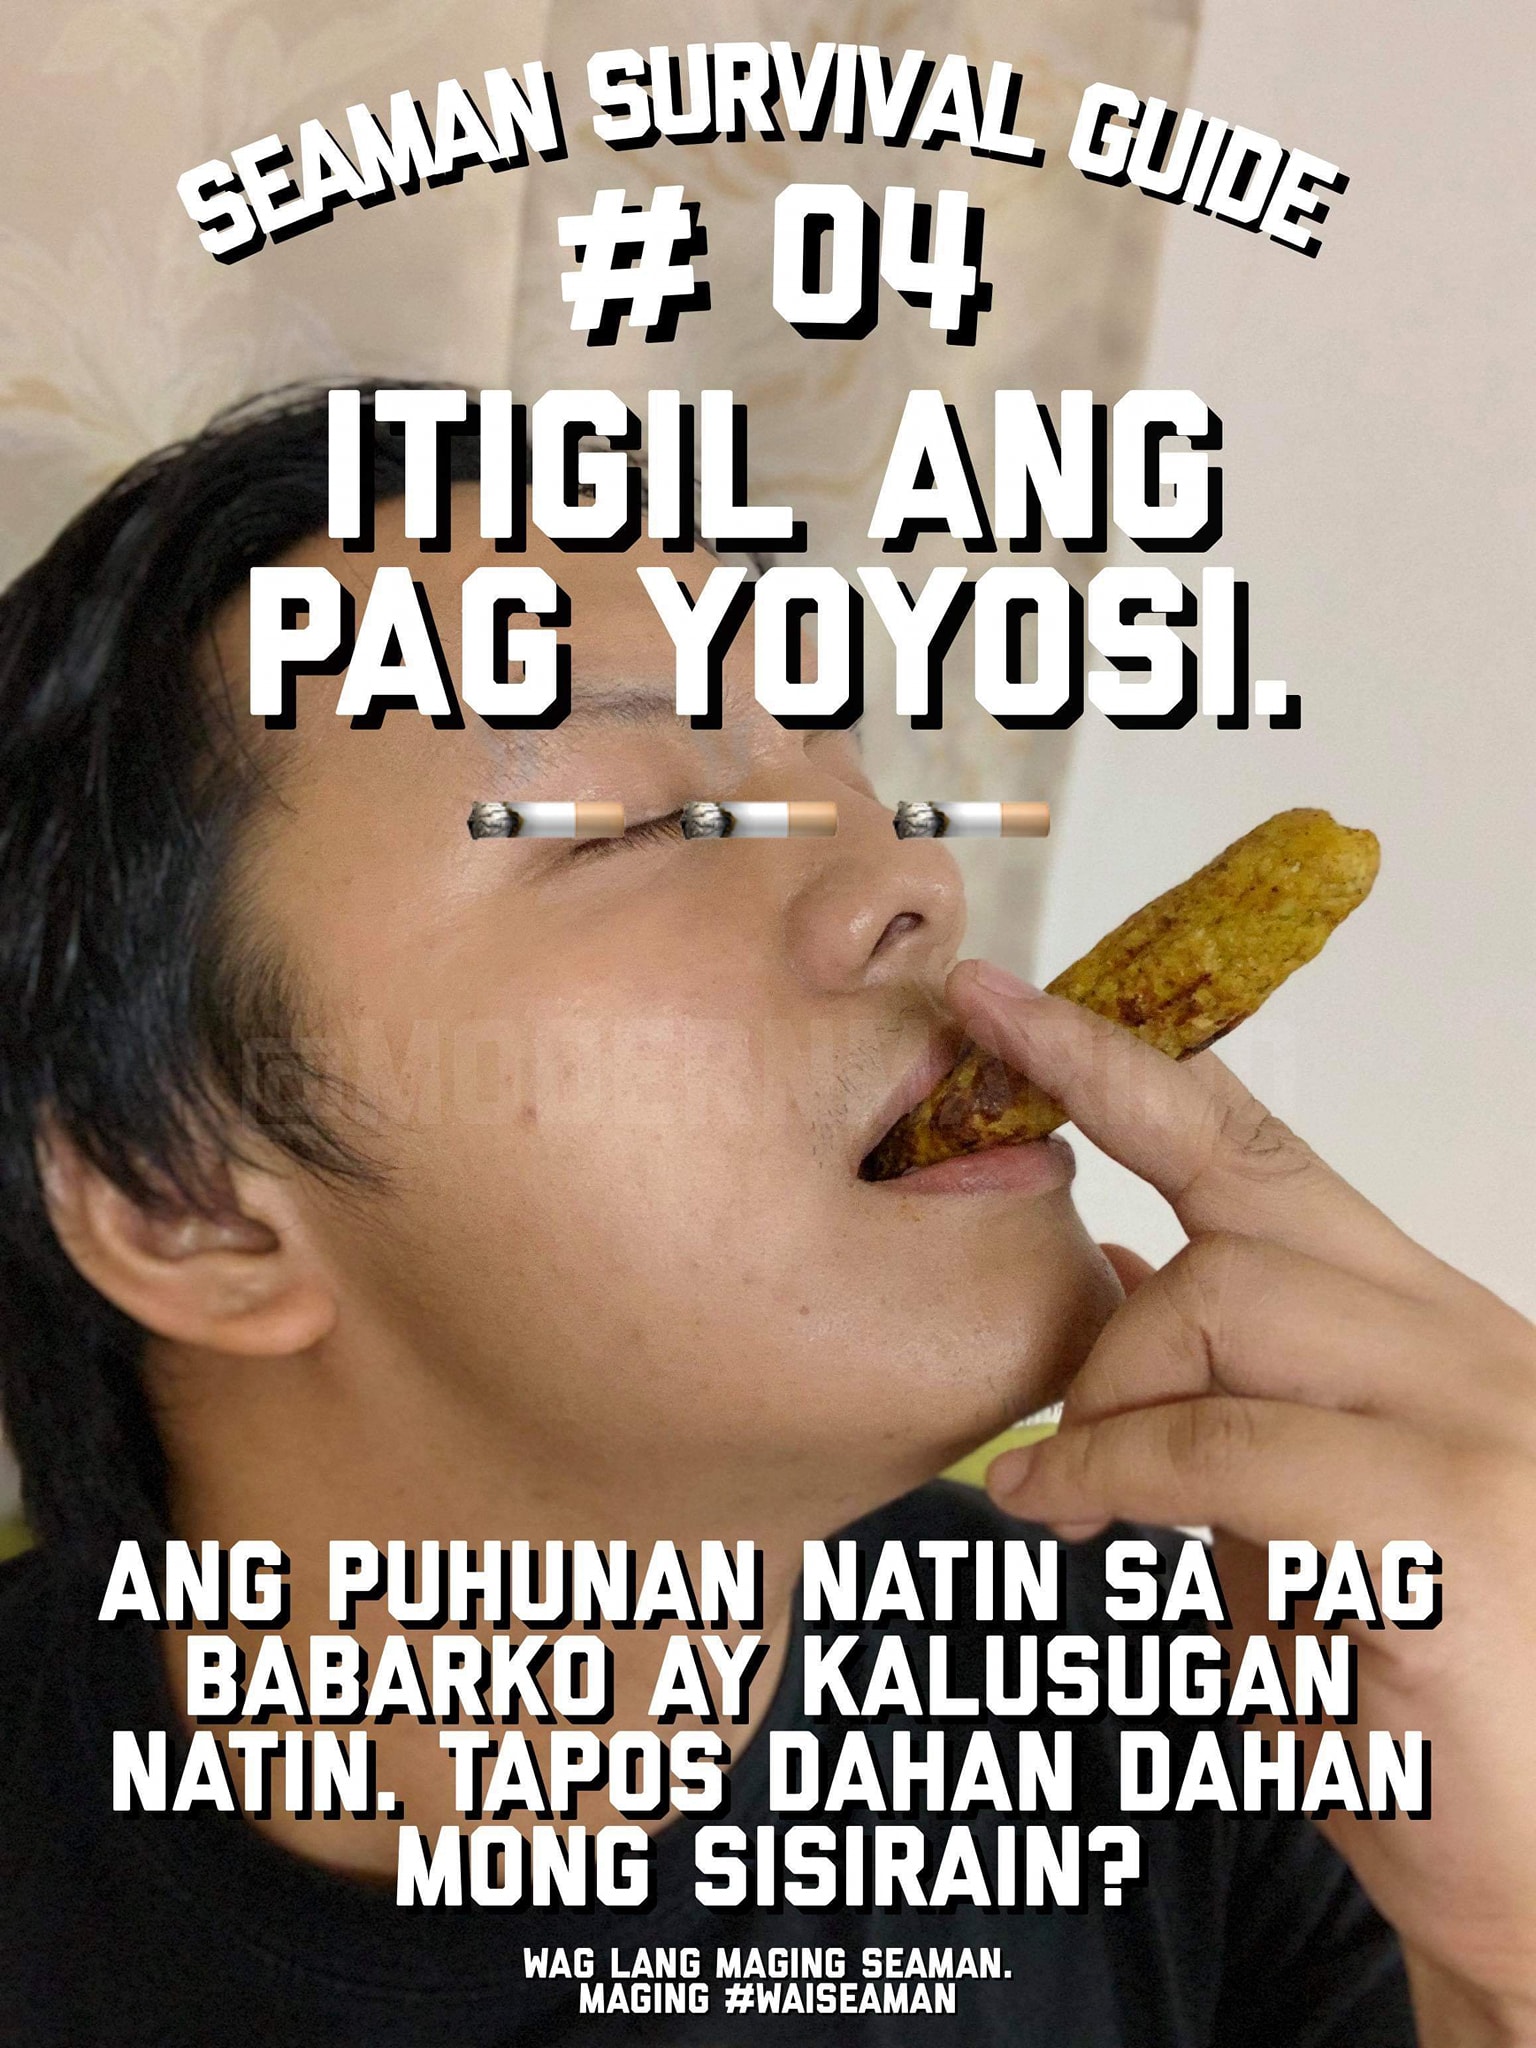 SEAMAN SURVIVAL GUIDE
# 04
ITIGIL ANG
PAG YOYOSI.
ANG PUHUNAN NATIN SA PAG
BABARKO AY KALUSUGAN
NATIN. TAPOS DAHAN DAHAN
MONG SISIRAIN?
WAG LANG MAGING SEAMAN.
MAGING #WAISEAMAN